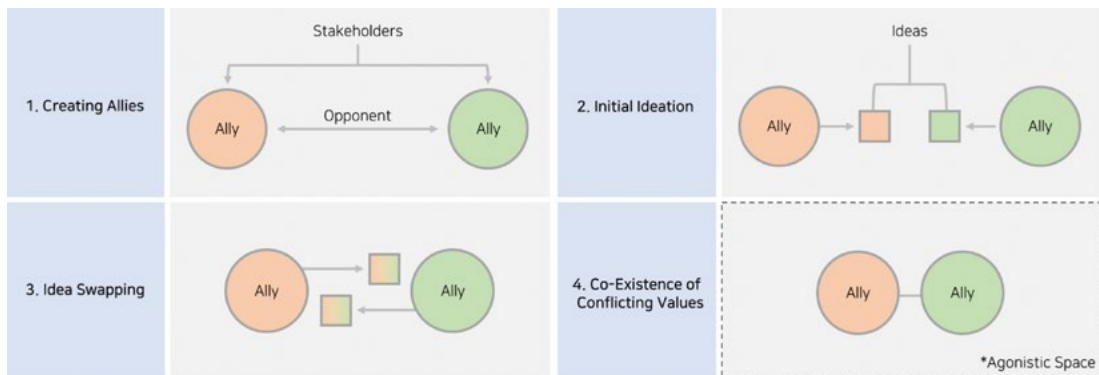 1. Creating Allies
Stakeholders
Ally
Opponent
Ally
2. Initial Ideation
Ideas
Ally
Ally
3. Idea Swapping
Ally
Ally
4. Co-Existence of
Conflicting Values
Ally
Ally
*Agonistic Space